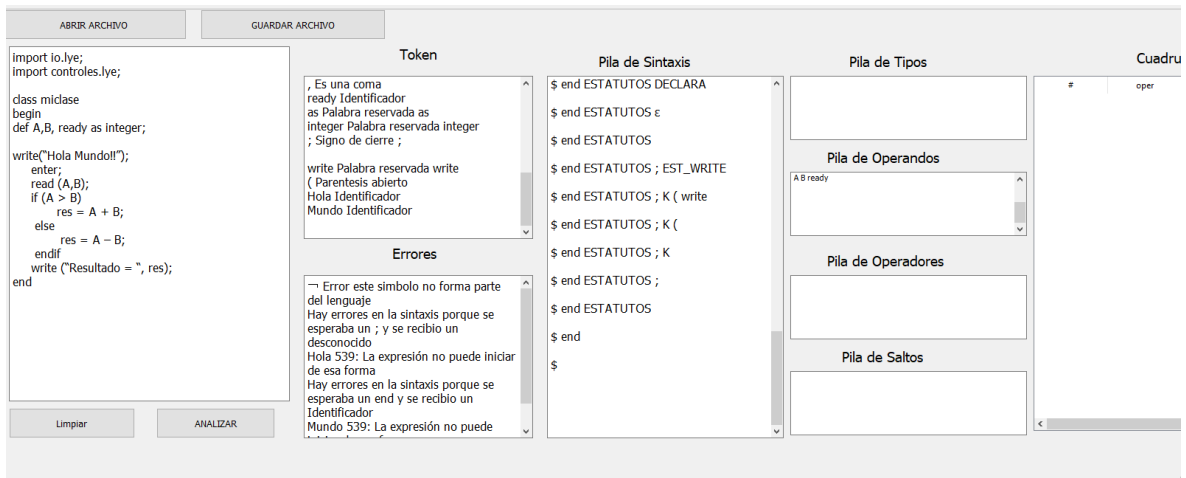 ABRIR ARCHIVO
GUARDAR ARCHIVO
import io.lye;
import controles.lye;
class miclase
begin
def A,B, ready as integer;
write(“Hola Mundo!!”);
enter;
read (A,B);
if (A > B)
res = A + B;
else
res = A – B;
endif
write (“Resultado = “, res);
end
Limpiar
ANALIZAR
Token
, Es una coma
ready Identificador
as Palabra reservada as
integer Palabra reservada integer
; Signo de cierre ;
write Palabra reservada write
( Parentesis abierto
Hola Identificador
Mundo Identificador
Errores
¬ Error este simbolo no forma parte
del lenguaje
Hay errores en la sintaxis porque se
esperaba un ; y se recibio un
desconocido
Hola 539: La expresión no puede iniciar
de esa forma
Hay errores en la sintaxis porque se
esperaba un end y se recibio un
Identificador
Mundo 539: La expresión no puede
Pila de Sintaxis
$ end ESTATUTOS DECLARA
$ end ESTATUTOS ε
$ end ESTATUTOS
$ end ESTATUTOS ; EST_WRITE
$ end ESTATUTOS ; K ( write
$ end ESTATUTOS ; K (
$ end ESTATUTOS ; K
$ end ESTATUTOS ;
$ end ESTATUTOS
$ end
$
Pila de Tipos
Pila de Operandos
A B ready
Pila de Operadores
Pila de Saltos
Cuadru
# oper